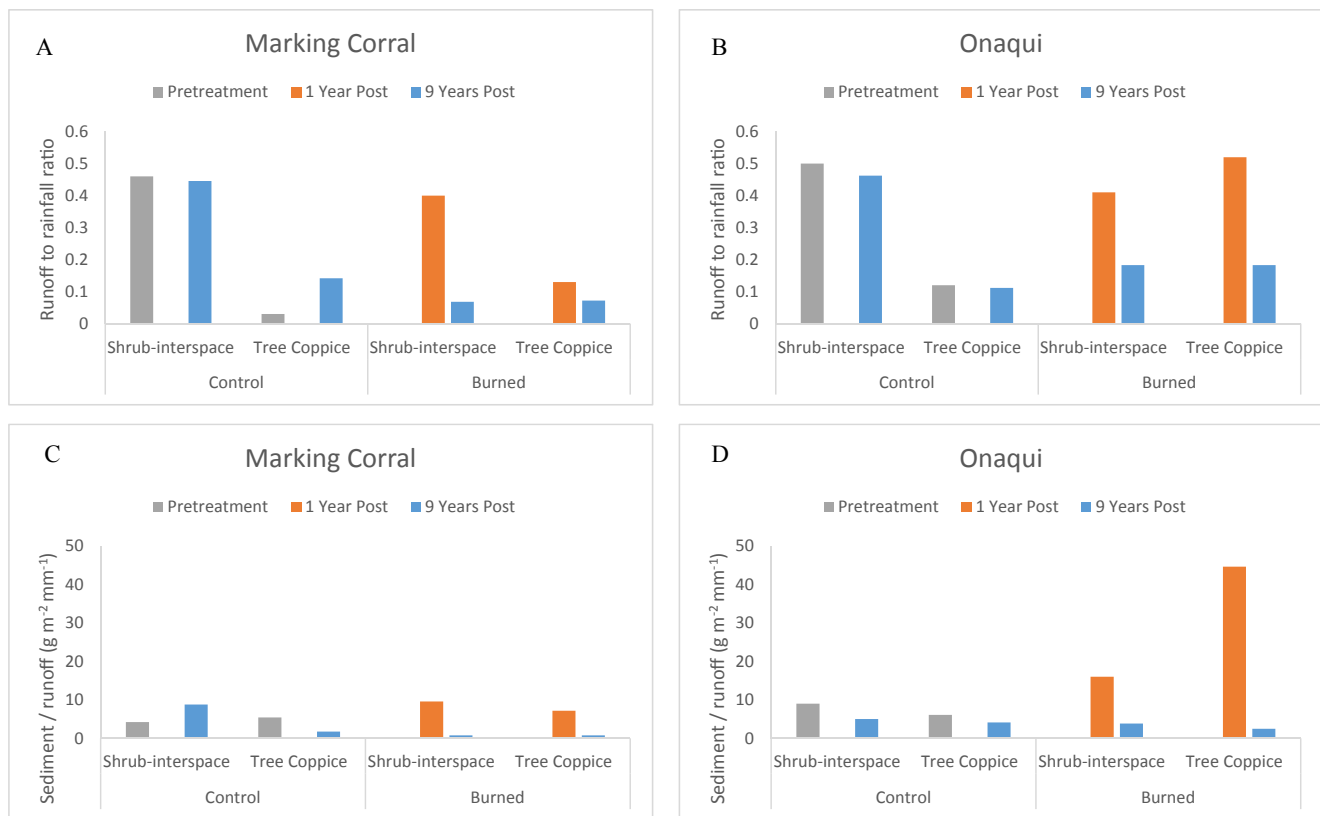 A
Marking Corral
Pretreatment 1 Year Post 9 Years Post
Runoff to rainfall ratio
0.6
0.5
0.4
0.3
0.2
0.1
0
Shrub-interspace Tree Coppice Shrub-interspace Tree Coppice
Control Burned
B
Onaqui
Pretreatment 1 Year Post 9 Years Post
Runoff to rainfall ratio
0.6
0.5
0.4
0.3
0.2
0.1
0
Shrub-interspace Tree Coppice Shrub-interspace Tree Coppice
Control Burned
C
Marking Corral
Pretreatment 1 Year Post 9 Years Post
Sediment / runoff (g m⁻² mm⁻¹)
50
40
30
20
10
0
Shrub-interspace Tree Coppice Shrub-interspace Tree Coppice
Control Burned
D
Onaqui
Pretreatment 1 Year Post 9 Years Post
Sediment / runoff (g m⁻² mm⁻¹)
50
40
30
20
10
0
Shrub-interspace Tree Coppice Shrub-interspace Tree Coppice
Control Burned